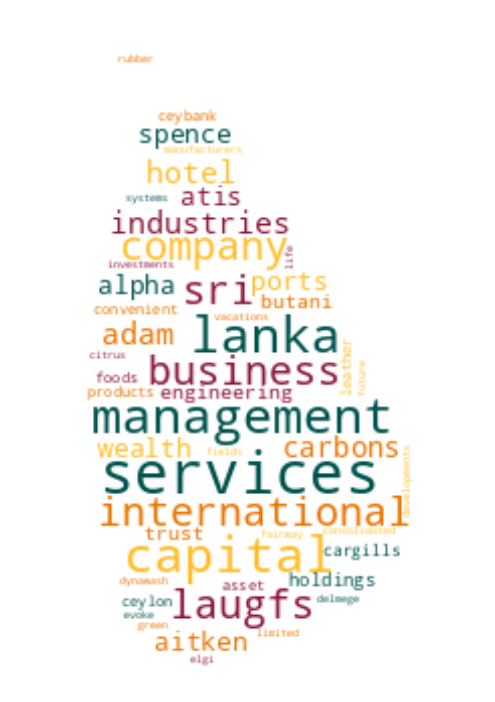 rubber
ceybank
spence
manufacturers
hotel
systems
atis
industries
company
life
investments
alpha
sri
ports
butani
convenient
vacations
adam
lanka
citrus
business
leather
future
foods
products
engineering
management
wealth
fields
carbons
services
developments
international
trust
fairway
consolidated
capital
cargills
dynawash
asset
holdings
ceylon
laugfs
delmege
evoke
green
aitken
limited
elgi